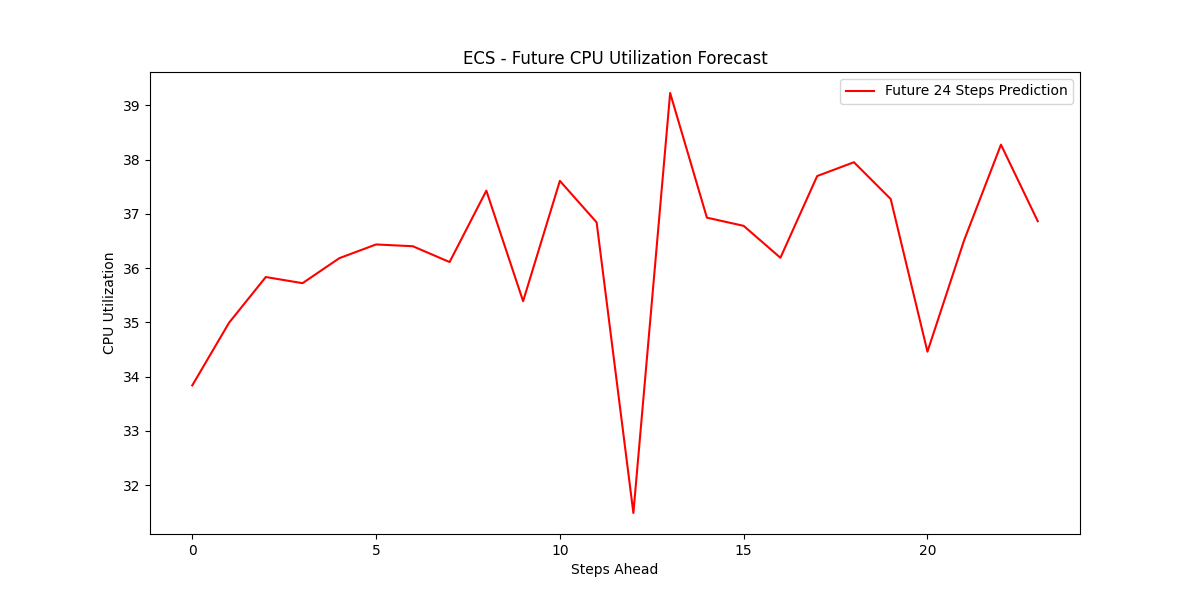 ECS - Future CPU Utilization Forecast
Future 24 Steps Prediction
CPU Utilization
39
38
37
36
35
34
33
32
0 5 10 15 20
Steps Ahead